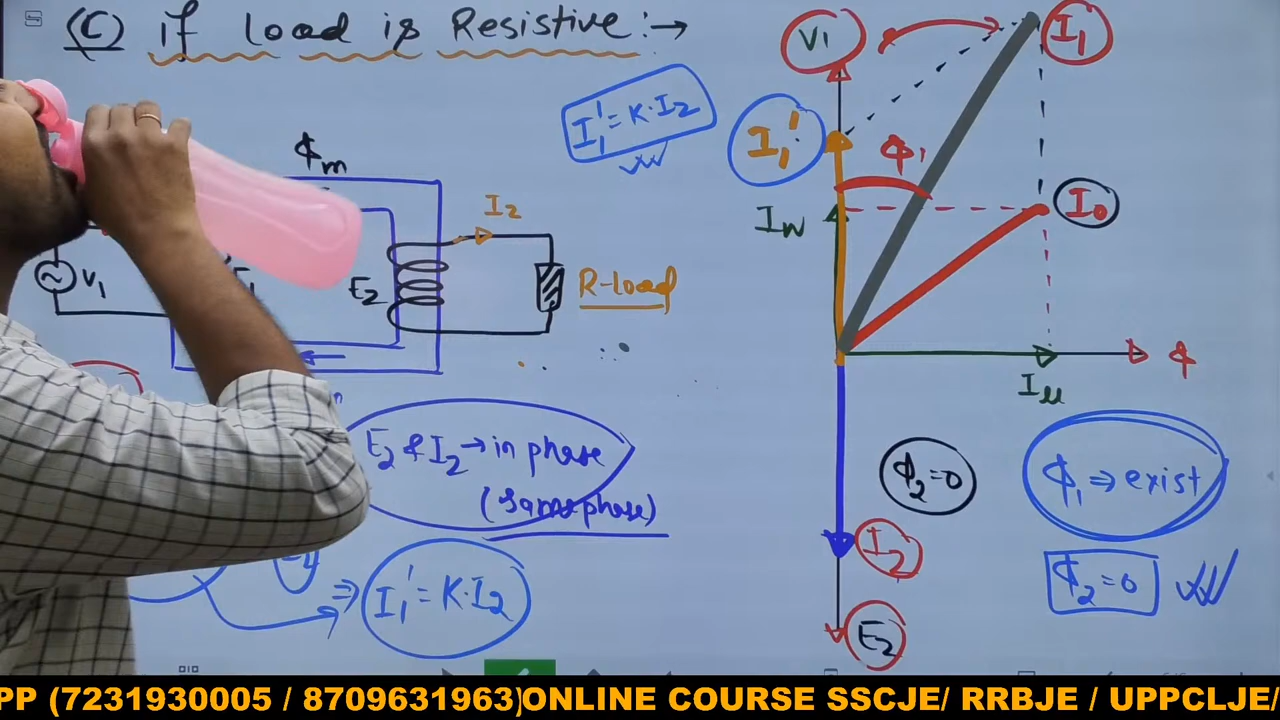 (C) if Load is Resistive :→
I₁' = K·I₂
V₁
I₁
I₁'
ϕ₁
ϕm
I₂
I₀
Iw
V₁
E₂
R-load
ϕ
Iμ
E₂ & I₂ → in phase
(Same phase)
ϕ₂=0
ϕ₁ ⇒ exist
I₂
ϕ₂=0
⇒ I₁' = K·I₂
E₂
PP (7231930005 / 8709631963)ONLINE COURSE SSCJE/ RRBJE / UPPCLJE/